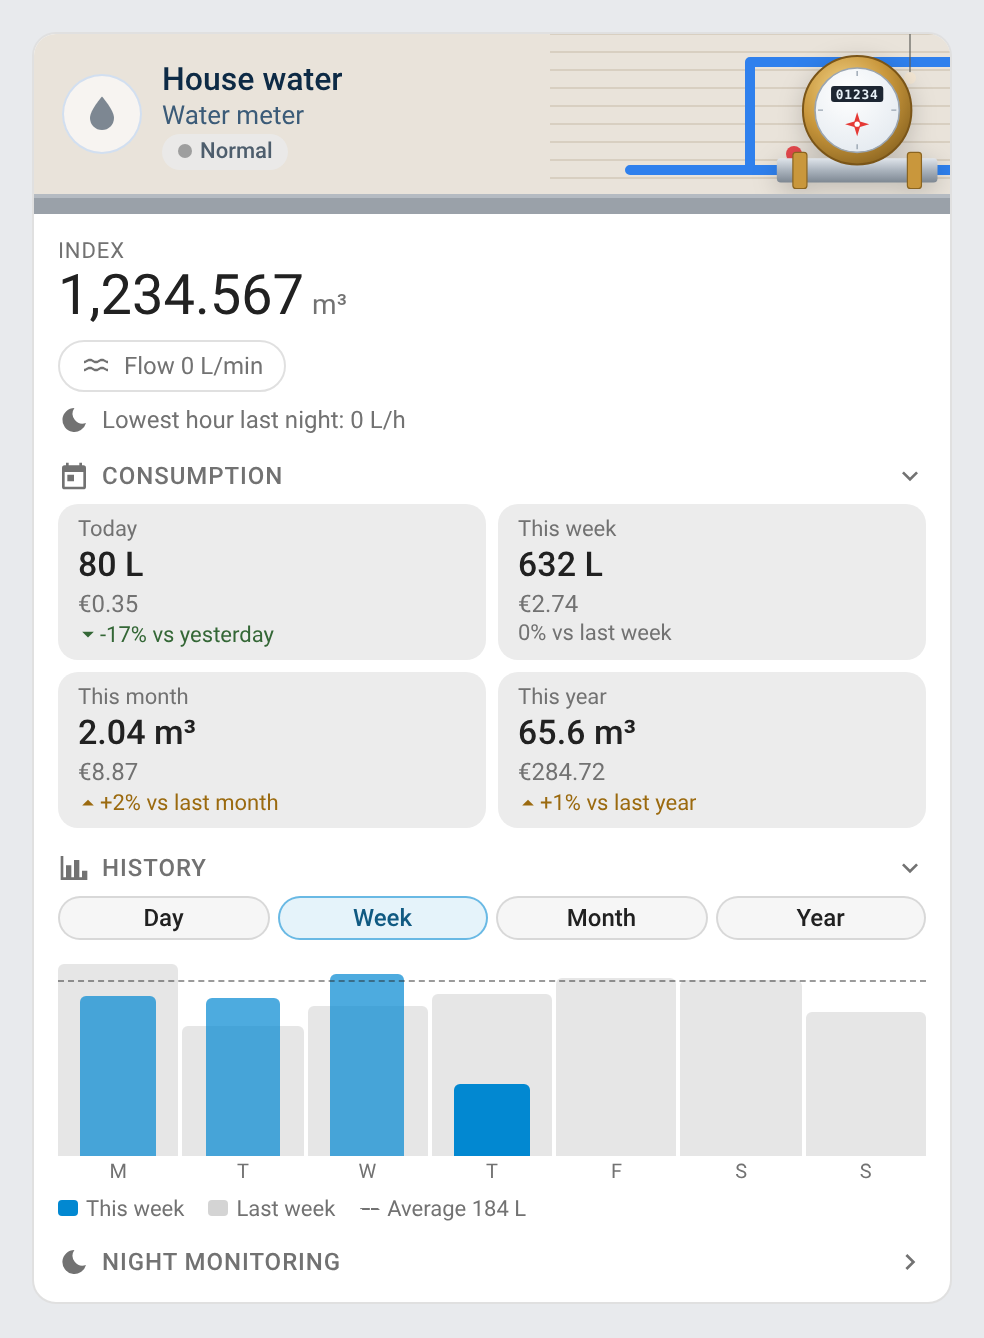 House water
Water meter
Normal
01234
INDEX
1,234.567 m³
Flow 0 L/min
Lowest hour last night: 0 L/h
CONSUMPTION
Today
80 L
€0.35
-17% vs yesterday
This week
632 L
€2.74
0% vs last week
This month
2.04 m³
€8.87
+2% vs last month
This year
65.6 m³
€284.72
+1% vs last year
HISTORY
Day Week Month Year
M T W T F S S
This week Last week Average 184 L
NIGHT MONITORING